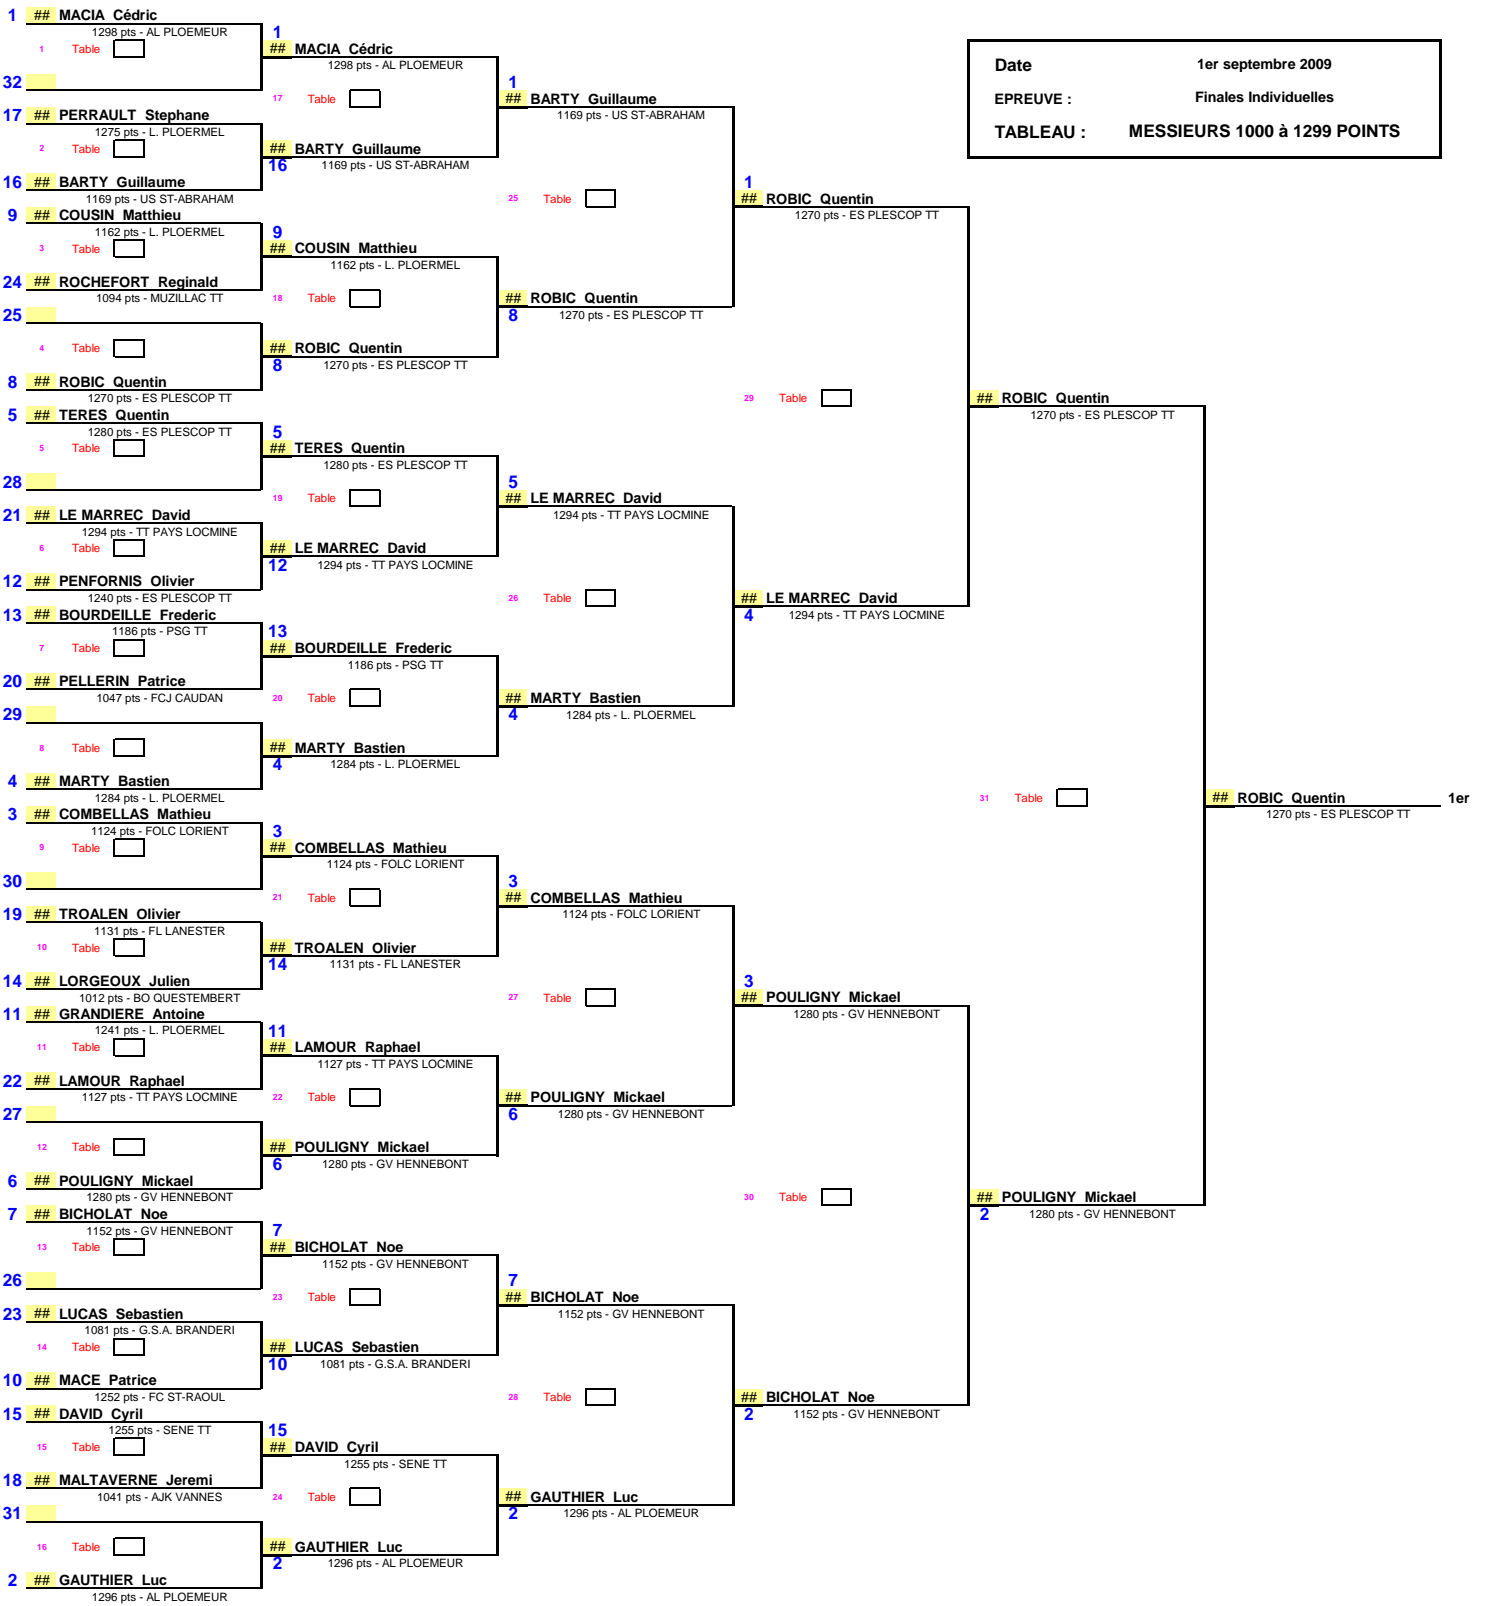 Date 1er septembre 2009
EPREUVE : Finales Individuelles
TABLEAU : MESSIEURS 1000 à 1299 POINTS
1 ## MACIA Cédric
1298 pts - AL PLOEMEUR
1 Table
32
17 ## PERRAULT Stephane
1275 pts - L. PLOERMEL
2 Table
16 ## BARTY Guillaume
1169 pts - US ST-ABRAHAM
9 ## COUSIN Matthieu
1162 pts - L. PLOERMEL
3 Table
24 ## ROCHEFORT Reginald
1094 pts - MUZILLAC TT
25
4 Table
8 ## ROBIC Quentin
1270 pts - ES PLESCOP TT
5 ## TERES Quentin
1280 pts - ES PLESCOP TT
5 Table
28
21 ## LE MARREC David
1294 pts - TT PAYS LOCMINE
6 Table
12 ## PENFORNIS Olivier
1240 pts - ES PLESCOP TT
13 ## BOURDEILLE Frederic
1186 pts - PSG TT
7 Table
20 ## PELLERIN Patrice
1047 pts - FCJ CAUDAN
29
8 Table
4 ## MARTY Bastien
1284 pts - L. PLOERMEL
3 ## COMBELLAS Mathieu
1124 pts - FOLC LORIENT
9 Table
30
19 ## TROALEN Olivier
1131 pts - FL LANESTER
10 Table
14 ## LORGEOUX Julien
1012 pts - BO QUESTEMBERT
11 ## GRANDIERE Antoine
1241 pts - L. PLOERMEL
11 Table
22 ## LAMOUR Raphael
1127 pts - TT PAYS LOCMINE
27
12 Table
6 ## POULIGNY Mickael
1280 pts - GV HENNEBONT
7 ## BICHOLAT Noe
1152 pts - GV HENNEBONT
13 Table
26
23 ## LUCAS Sebastien
1081 pts - G.S.A. BRANDERI
14 Table
10 ## MACE Patrice
1252 pts - FC ST-RAOUL
15 ## DAVID Cyril
1255 pts - SENE TT
15 Table
18 ## MALTAVERNE Jeremi
1041 pts - AJK VANNES
31
16 Table
2 ## GAUTHIER Luc
1296 pts - AL PLOEMEUR
1
## MACIA Cédric
1298 pts - AL PLOEMEUR
17 Table
## BARTY Guillaume
16
1169 pts - US ST-ABRAHAM
9
## COUSIN Matthieu
1162 pts - L. PLOERMEL
18 Table
## ROBIC Quentin
8
1270 pts - ES PLESCOP TT
5
## TERES Quentin
1280 pts - ES PLESCOP TT
19 Table
## LE MARREC David
12
1294 pts - TT PAYS LOCMINE
13
## BOURDEILLE Frederic
1186 pts - PSG TT
20 Table
## MARTY Bastien
4
1284 pts - L. PLOERMEL
3
## COMBELLAS Mathieu
1124 pts - FOLC LORIENT
21 Table
## TROALEN Olivier
14
1131 pts - FL LANESTER
11
## LAMOUR Raphael
1127 pts - TT PAYS LOCMINE
22 Table
## POULIGNY Mickael
6
1280 pts - GV HENNEBONT
7
## BICHOLAT Noe
1152 pts - GV HENNEBONT
23 Table
## LUCAS Sebastien
10
1081 pts - G.S.A. BRANDERI
15
## DAVID Cyril
1255 pts - SENE TT
24 Table
## GAUTHIER Luc
2
1296 pts - AL PLOEMEUR
1
## BARTY Guillaume
1169 pts - US ST-ABRAHAM
25 Table
## ROBIC Quentin
8
1270 pts - ES PLESCOP TT
5
## LE MARREC David
1294 pts - TT PAYS LOCMINE
26 Table
## MARTY Bastien
4
1284 pts - L. PLOERMEL
3
## COMBELLAS Mathieu
1124 pts - FOLC LORIENT
27 Table
## POULIGNY Mickael
6
1280 pts - GV HENNEBONT
7
## BICHOLAT Noe
1152 pts - GV HENNEBONT
28 Table
## GAUTHIER Luc
2
1296 pts - AL PLOEMEUR
1
## ROBIC Quentin
1270 pts - ES PLESCOP TT
29 Table
## LE MARREC David
4
1294 pts - TT PAYS LOCMINE
3
## POULIGNY Mickael
1280 pts - GV HENNEBONT
30 Table
## BICHOLAT Noe
2
1152 pts - GV HENNEBONT
## ROBIC Quentin
1270 pts - ES PLESCOP TT
31 Table
## POULIGNY Mickael
2
1280 pts - GV HENNEBONT
## ROBIC Quentin 1er
1270 pts - ES PLESCOP TT